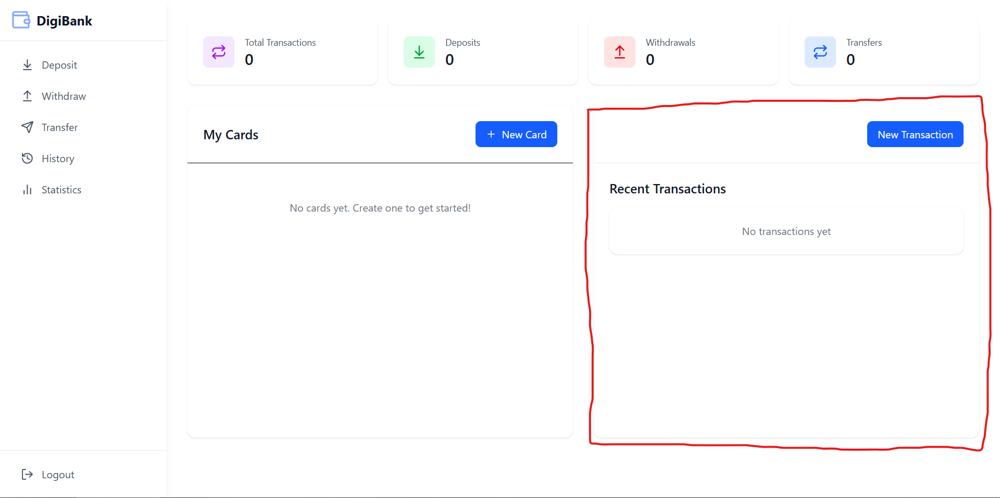 DigiBank
Deposit
Withdraw
Transfer
History
Statistics
Logout
Total Transactions
0
Deposits
0
Withdrawals
0
Transfers
0
My Cards
+ New Card
No cards yet. Create one to get started!
New Transaction
Recent Transactions
No transactions yet